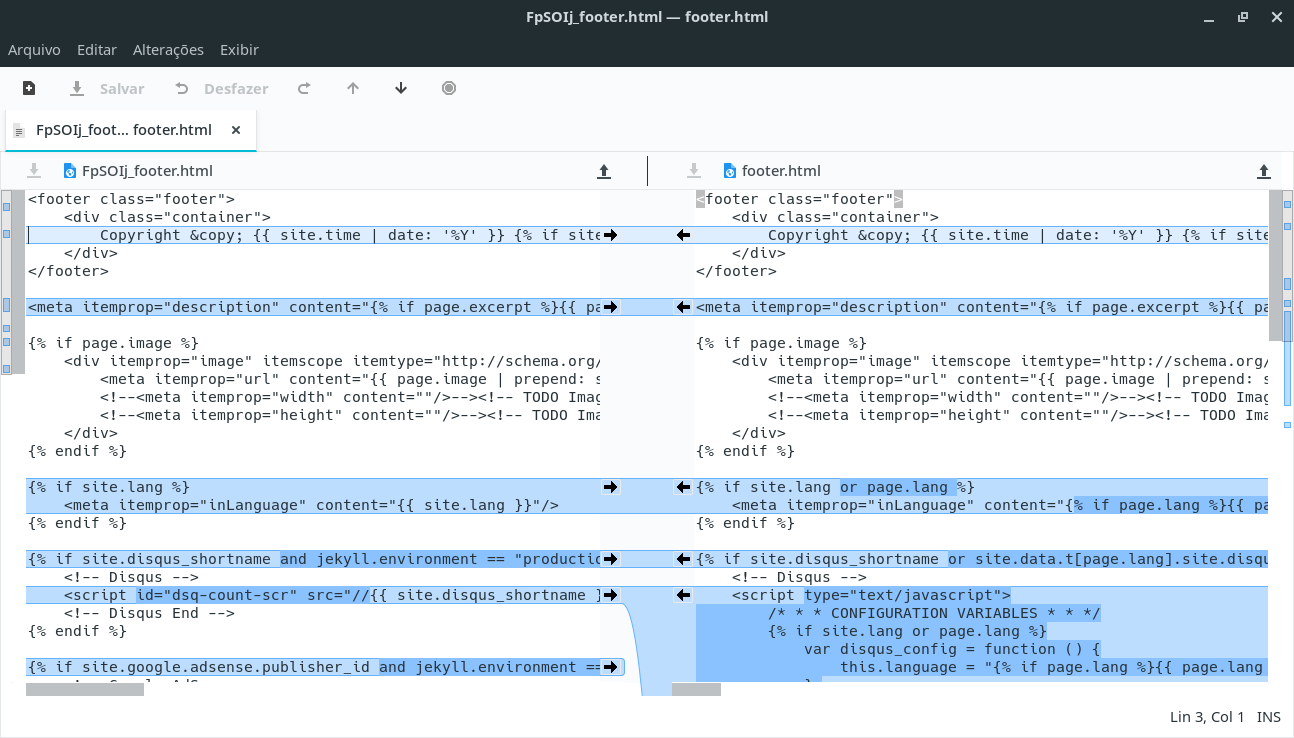 FpSOIj_footer.html — footer.html
Arquivo Editar Alterações Exibir
Salvar Desfazer
FpSOIj_foot... footer.html
FpSOIj_footer.html
footer.html
<footer class="footer">
<div class="container">
Copyright &copy; {{ site.time | date: '%Y' }} {% if site
</div>
</footer>
<meta itemprop="description" content="{% if page.excerpt %}{{ pa
{% if page.image %}
<div itemprop="image" itemscope itemtype="http://schema.org/
<meta itemprop="url" content="{{ page.image | prepend: s
<!--<meta itemprop="width" content=""/>--><!-- TODO Imag
<!--<meta itemprop="height" content=""/>--><!-- TODO Ima
</div>
{% endif %}
{% if site.lang %}
<meta itemprop="inLanguage" content="{{ site.lang }}"/>
{% endif %}
{% if site.disqus_shortname and jekyll.environment == "productio
<!-- Disqus -->
<script id="dsq-count-scr" src="//{{ site.disqus_shortname }
<!-- Disqus End -->
{% endif %}
{% if site.google.adsense.publisher_id and jekyll.environment ==
<footer class="footer">
<div class="container">
Copyright &copy; {{ site.time | date: '%Y' }} {% if site
</div>
</footer>
<meta itemprop="description" content="{% if page.excerpt %}{{ pa
{% if page.image %}
<div itemprop="image" itemscope itemtype="http://schema.org/
<meta itemprop="url" content="{{ page.image | prepend: s
<!--<meta itemprop="width" content=""/>--><!-- TODO Imag
<!--<meta itemprop="height" content=""/>--><!-- TODO Ima
</div>
{% endif %}
{% if site.lang or page.lang %}
<meta itemprop="inLanguage" content="{% if page.lang %}{{ pa
{% endif %}
{% if site.disqus_shortname or site.data.t[page.lang].site.disqu
<!-- Disqus -->
<script type="text/javascript">
/* * * CONFIGURATION VARIABLES * * */
{% if site.lang or page.lang %}
var disqus_config = function () {
this.language = "{% if page.lang %}{{ page.lang
Lin 3, Col 1 INS